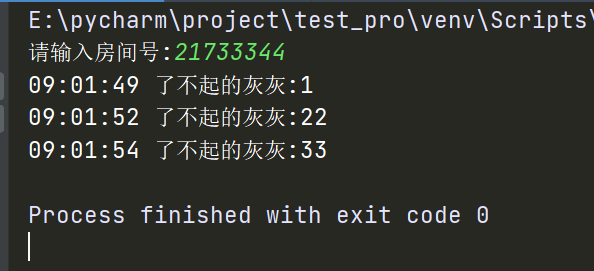 E:\pycharm\project\test_pro\venv\Scripts\
请输入房间号:21733344
09:01:49 了不起的灰灰:1
09:01:52 了不起的灰灰:22
09:01:54 了不起的灰灰:33
Process finished with exit code 0